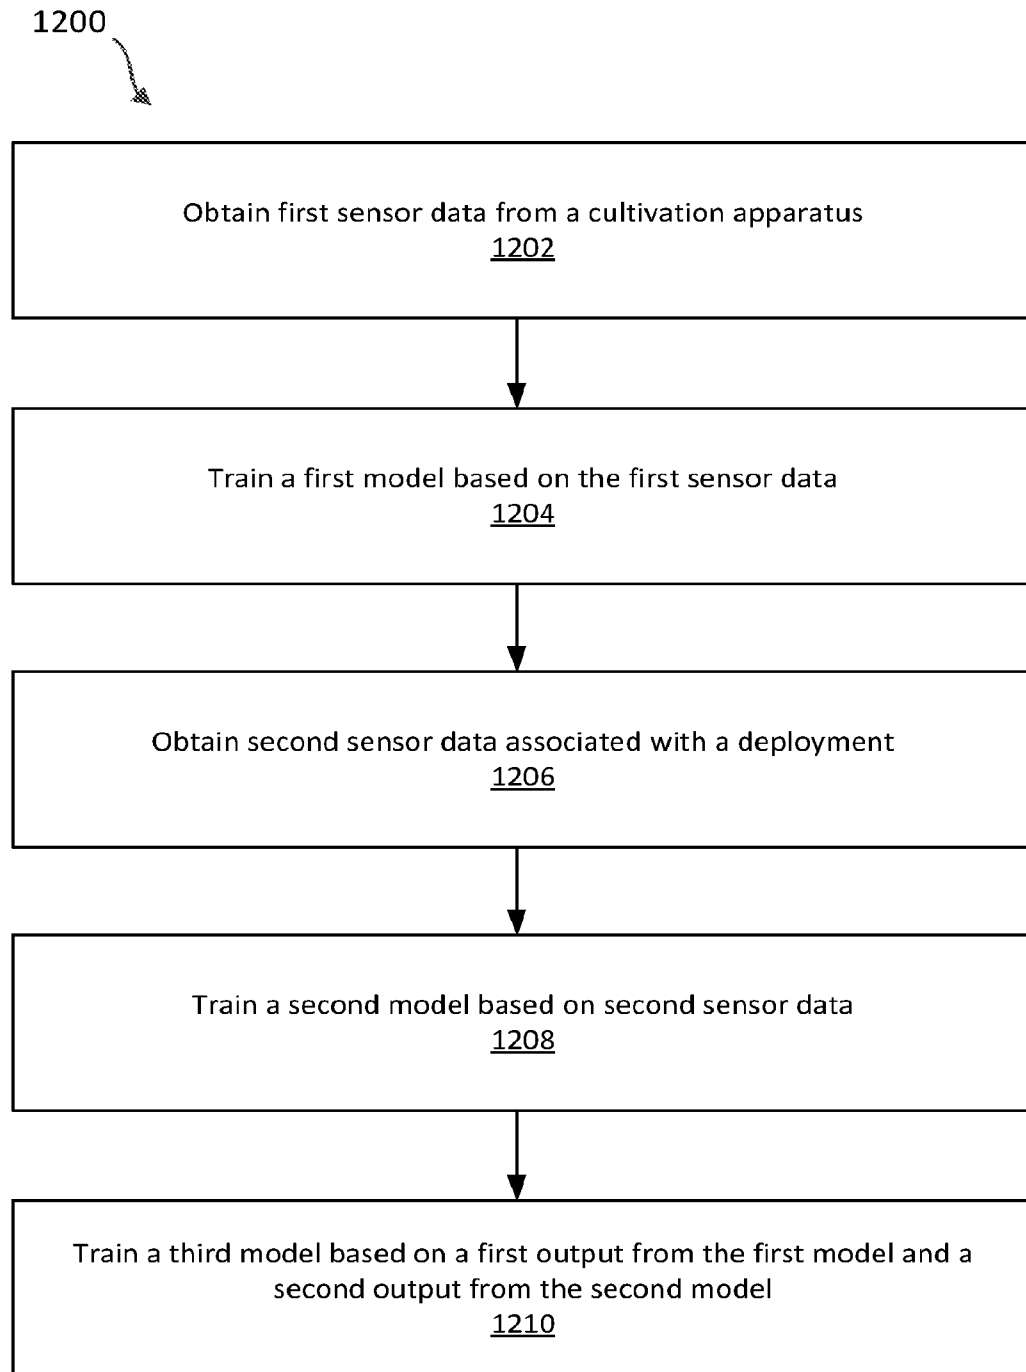 1200
Obtain first sensor data from a cultivation apparatus
1202
Train a first model based on the first sensor data
1204
Obtain second sensor data associated with a deployment
1206
Train a second model based on second sensor data
1208
Train a third model based on a first output from the first model and a
second output from the second model
1210